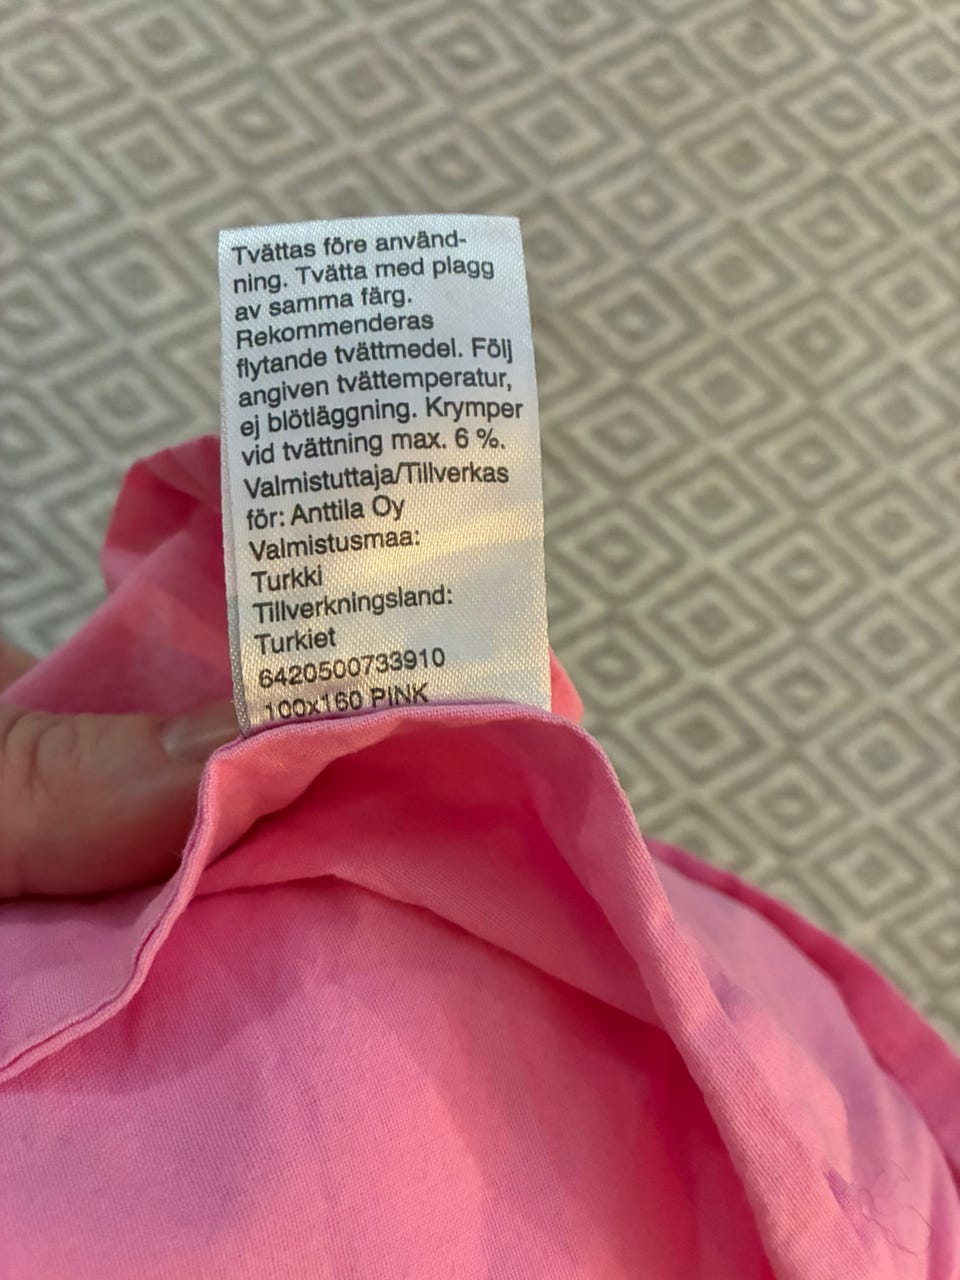 Tvättas före använd-
ning. Tvätta med plagg
av samma färg.
Rekommenderas
flytande tvättmedel. Följ
angiven tvättemperatur,
ej blötläggning. Krymper
vid tvättning max. 6 %.
Valmistuttaja/Tillverkas
för: Anttila Oy
Valmistusmaa:
Turkki
Tillverkningsland:
Turkiet
6420500733910
100x160 PINK